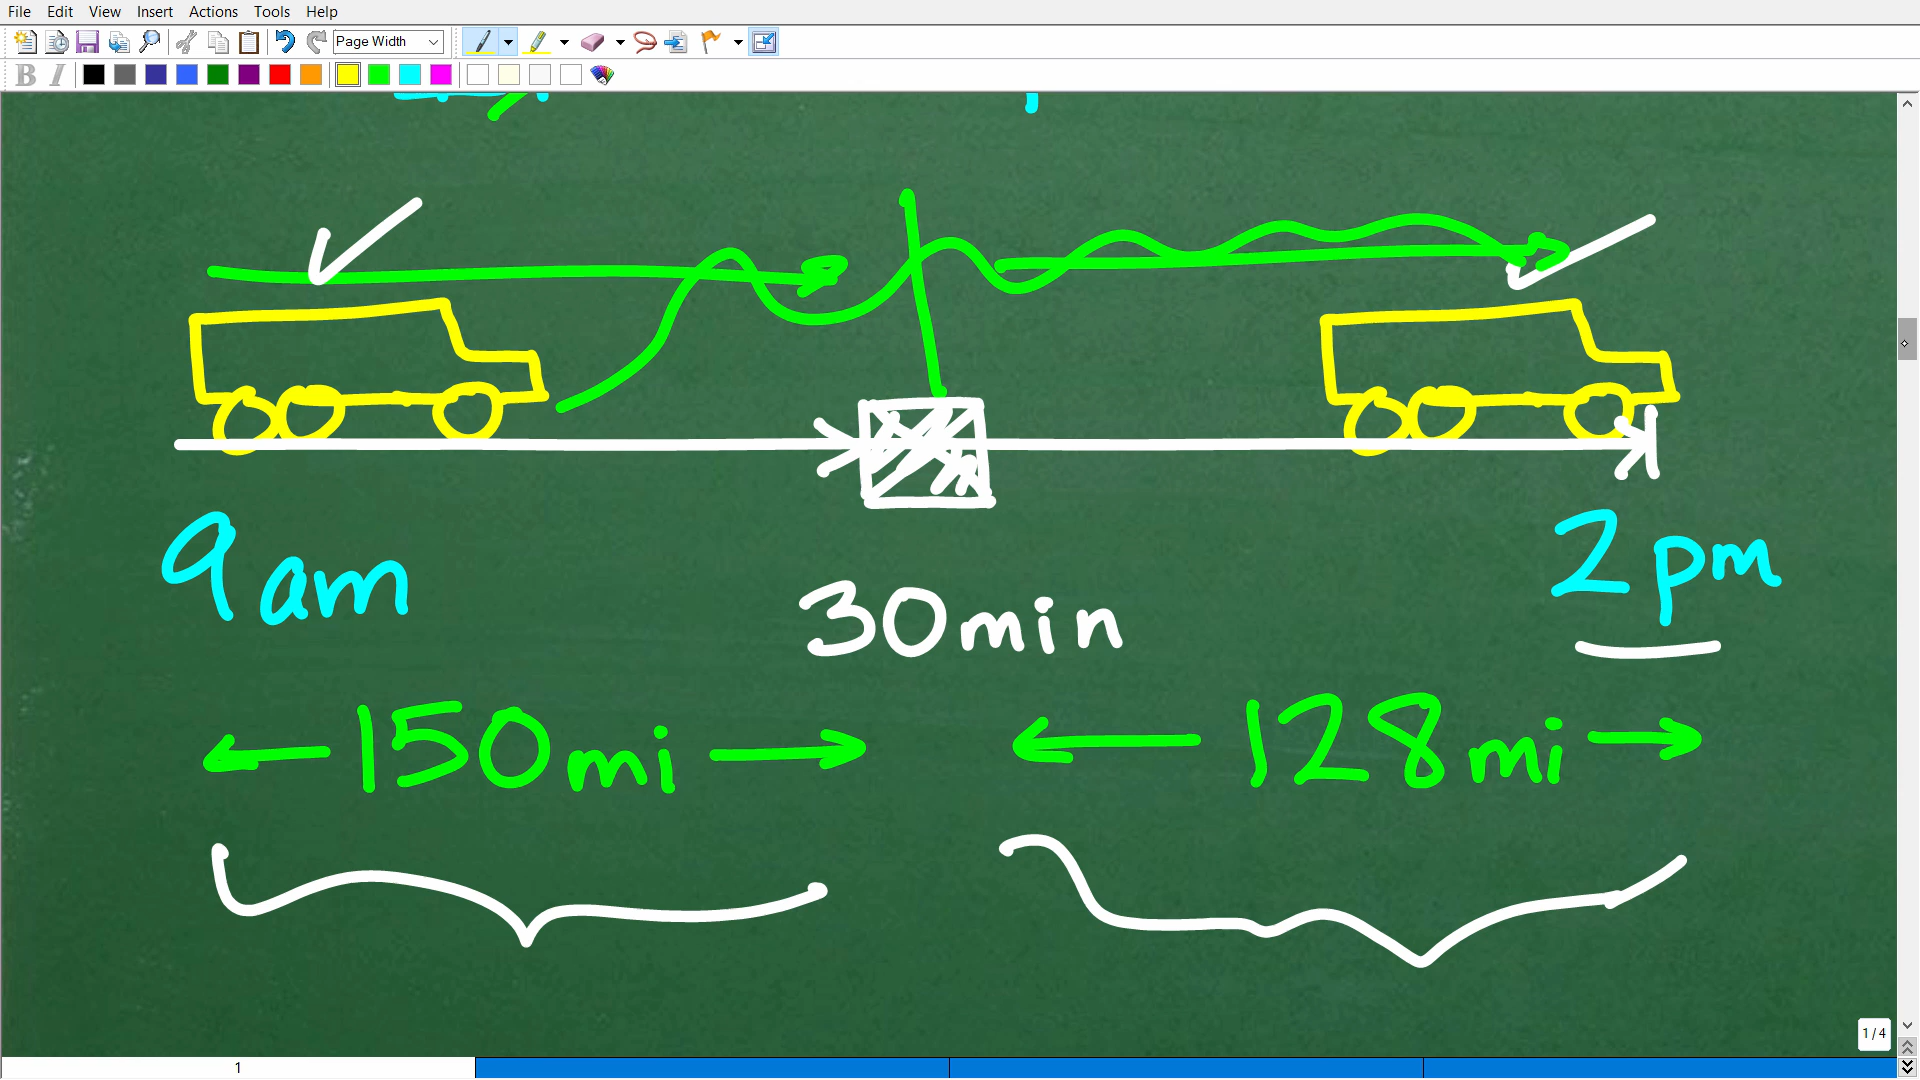 File Edit View Insert Actions Tools Help
Page Width
B I
9am
2pm
30min
150mi
128mi
1/4
1